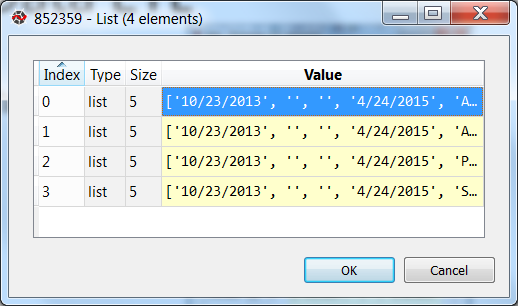 852359 - List (4 elements)
Index Type Size Value
0 list 5 ['10/23/2013', '', '', '4/24/2015', 'A...
1 list 5 ['10/23/2013', '', '', '4/24/2015', 'A...
2 list 5 ['10/23/2013', '', '', '4/24/2015', 'P...
3 list 5 ['10/23/2013', '', '', '4/24/2015', 'S...
OK Cancel